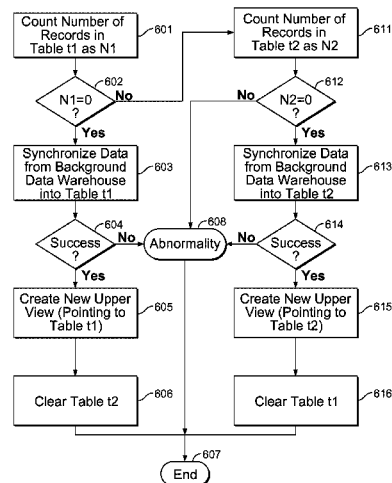 Count Number of
Records in
Table t1 as N1
601
602
N1=0
?
No
Yes
Synchronize Data
from Background
Data Warehouse
into Table t1
603
604
Success
?
No
Yes
Create New Upper
View (Pointing to
Table t1)
605
Clear Table t2
606
Count Number of
Records in
Table t2 as N2
611
612
N2=0
?
No
Yes
Synchronize Data
from Background
Data Warehouse
into Table t2
613
614
Success
?
No
Yes
Create New Upper
View (Pointing to
Table t2)
615
Clear Table t1
616
608
Abnormality
607
End